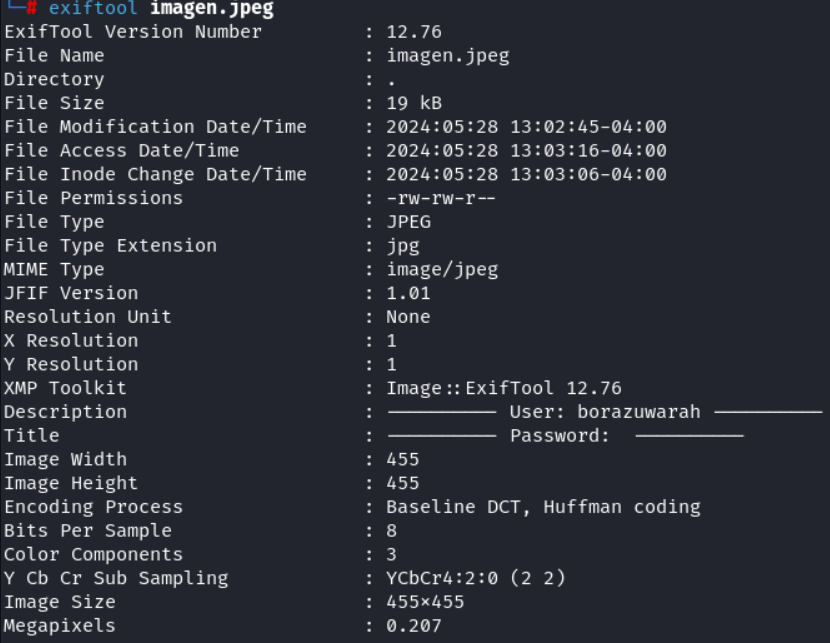 └─# exiftool imagen.jpeg
ExifTool Version Number : 12.76
File Name : imagen.jpeg
Directory : .
File Size : 19 kB
File Modification Date/Time : 2024:05:28 13:02:45-04:00
File Access Date/Time : 2024:05:28 13:03:16-04:00
File Inode Change Date/Time : 2024:05:28 13:03:06-04:00
File Permissions : -rw-rw-r--
File Type : JPEG
File Type Extension : jpg
MIME Type : image/jpeg
JFIF Version : 1.01
Resolution Unit : None
X Resolution : 1
Y Resolution : 1
XMP Toolkit : Image::ExifTool 12.76
Description : ---------- User: borazuwarah ----------
Title : ---------- Password:  ----------
Image Width : 455
Image Height : 455
Encoding Process : Baseline DCT, Huffman coding
Bits Per Sample : 8
Color Components : 3
Y Cb Cr Sub Sampling : YCbCr4:2:0 (2 2)
Image Size : 455x455
Megapixels : 0.207